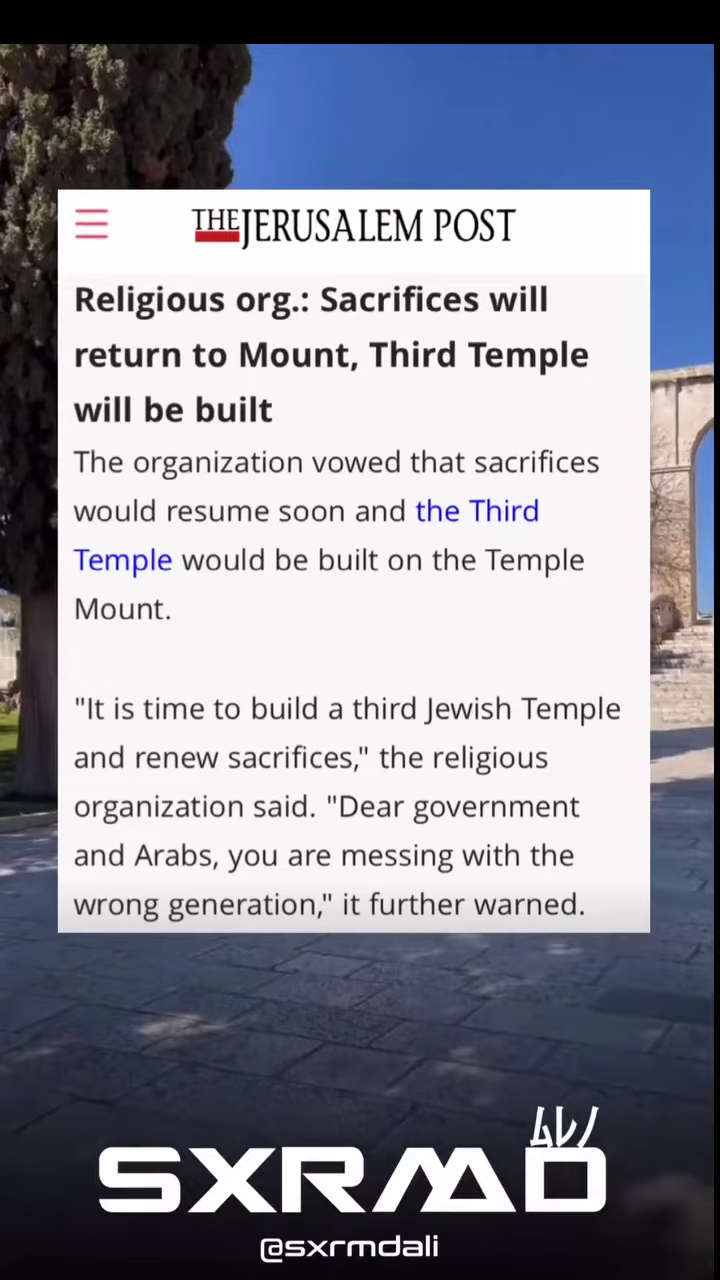 THE JERUSALEM POST
Religious org.: Sacrifices will
return to Mount, Third Temple
will be built
The organization vowed that sacrifices
would resume soon and the Third
Temple would be built on the Temple
Mount.
"It is time to build a third Jewish Temple
and renew sacrifices," the religious
organization said. "Dear government
and Arabs, you are messing with the
wrong generation," it further warned.
SXRMD
@sxrmdali